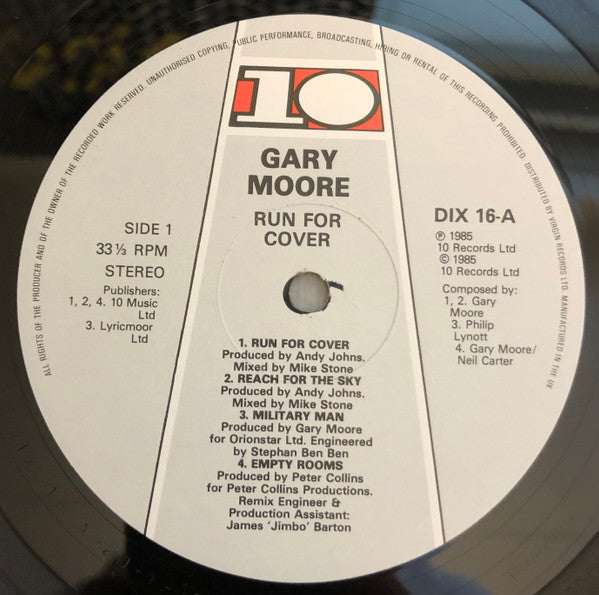 ALL RIGHTS OF THE PRODUCER AND OF THE OWNER OF THE RECORDED WORK RESERVED. UNAUTHORISED COPYING, PUBLIC PERFORMANCE, BROADCASTING, HIRING OR RENTAL OF THIS RECORDING PROHIBITED. DISTRIBUTED BY VIRGIN RECORDS LTD. MANUFACTURED IN THE UK
10
GARY
MOORE
RUN FOR
COVER
SIDE 1
33⅓ RPM
STEREO
Publishers:
1, 2, 4. 10 Music
Ltd
3. Lyricmoor
Ltd
DIX 16-A
℗ 1985
10 Records Ltd
© 1985
10 Records Ltd
Composed by:
1, 2. Gary
Moore
3. Philip
Lynott
4. Gary Moore/
Neil Carter
1. RUN FOR COVER
Produced by Andy Johns.
Mixed by Mike Stone
2. REACH FOR THE SKY
Produced by Andy Johns.
Mixed by Mike Stone
3. MILITARY MAN
Produced by Gary Moore
for Orionstar Ltd. Engineered
by Stephan Ben Ben
4. EMPTY ROOMS
Produced by Peter Collins
for Peter Collins Productions.
Remix Engineer &
Production Assistant:
James 'Jimbo' Barton